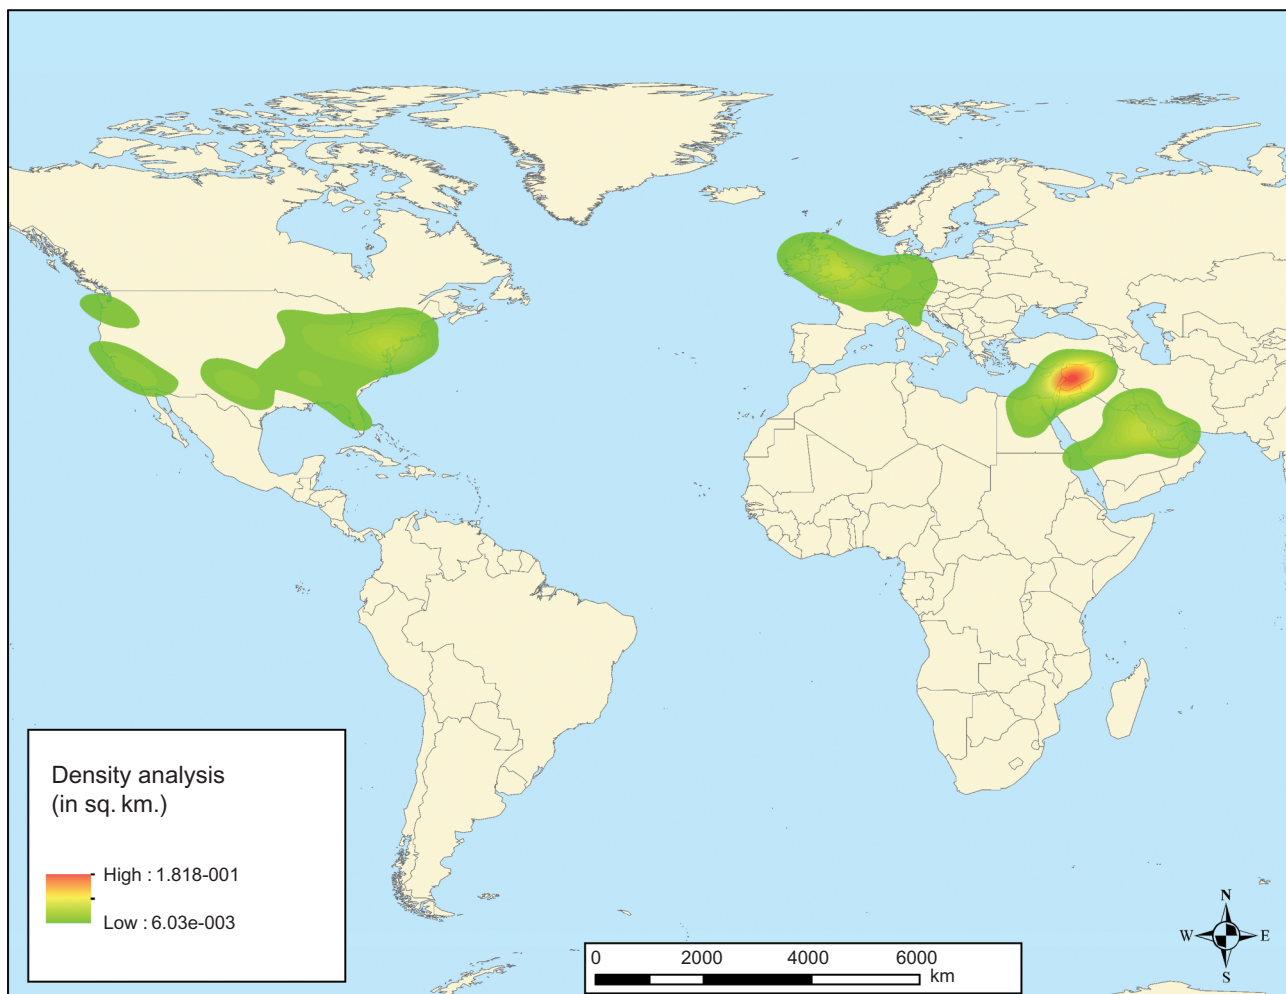 Density analysis
(in sq. km.)
High : 1.818-001
Low : 6.03e-003
0 2000 4000 6000
km
N
W E
S